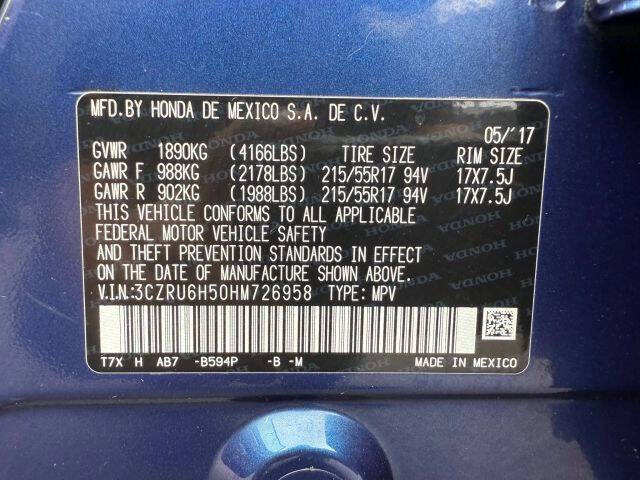 MFD.BY HONDA DE MEXICO S.A. DE C.V.
05/'17
GVWR 1890KG (4166LBS) TIRE SIZE RIM SIZE
GAWR F 988KG (2178LBS) 215/55R17 94V 17X7.5J
GAWR R 902KG (1988LBS) 215/55R17 94V 17X7.5J
THIS VEHICLE CONFORMS TO ALL APPLICABLE
FEDERAL MOTOR VEHICLE SAFETY
AND THEFT PREVENTION STANDARDS IN EFFECT
ON THE DATE OF MANUFACTURE SHOWN ABOVE.
V.I.N:3CZRU6H50HM726958 TYPE: MPV
T7X H AB7 -B594P -B -M MADE IN MEXICO